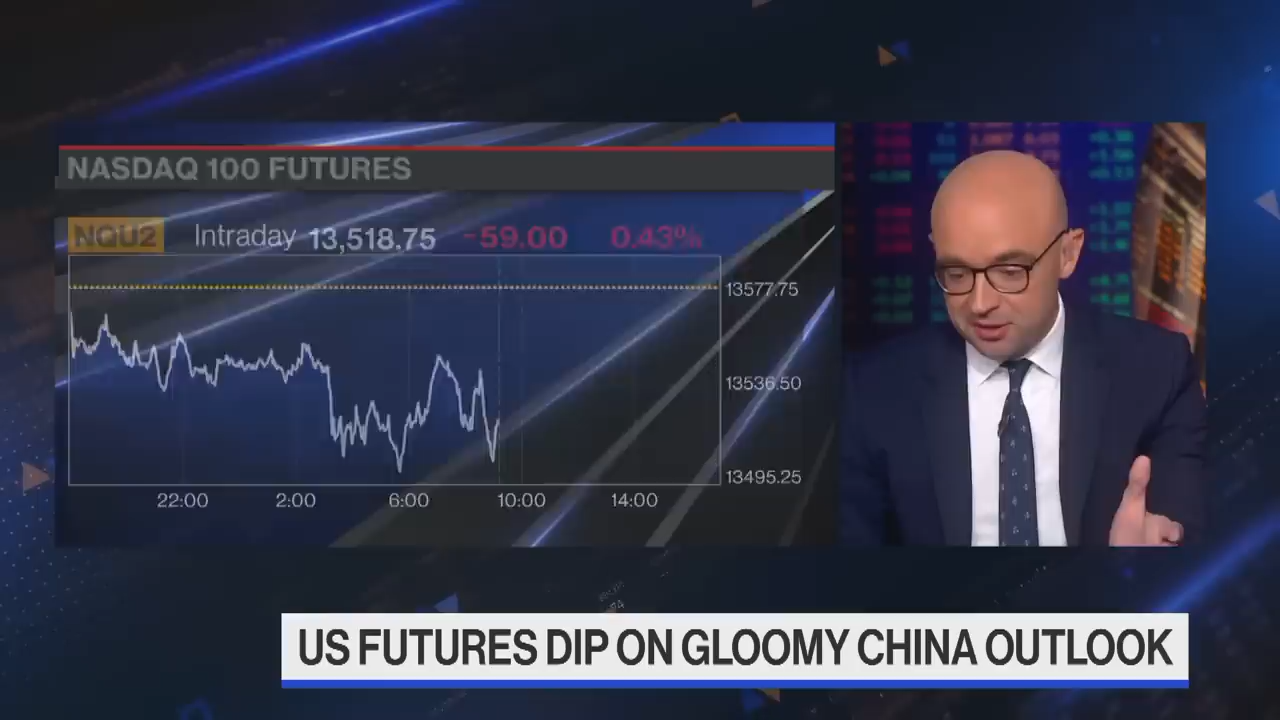 NASDAQ 100 FUTURES
NQU2 Intraday 13,518.75 -59.00 0.43%
13577.75
13536.50
13495.25
22:00 2:00 6:00 10:00 14:00
US FUTURES DIP ON GLOOMY CHINA OUTLOOK